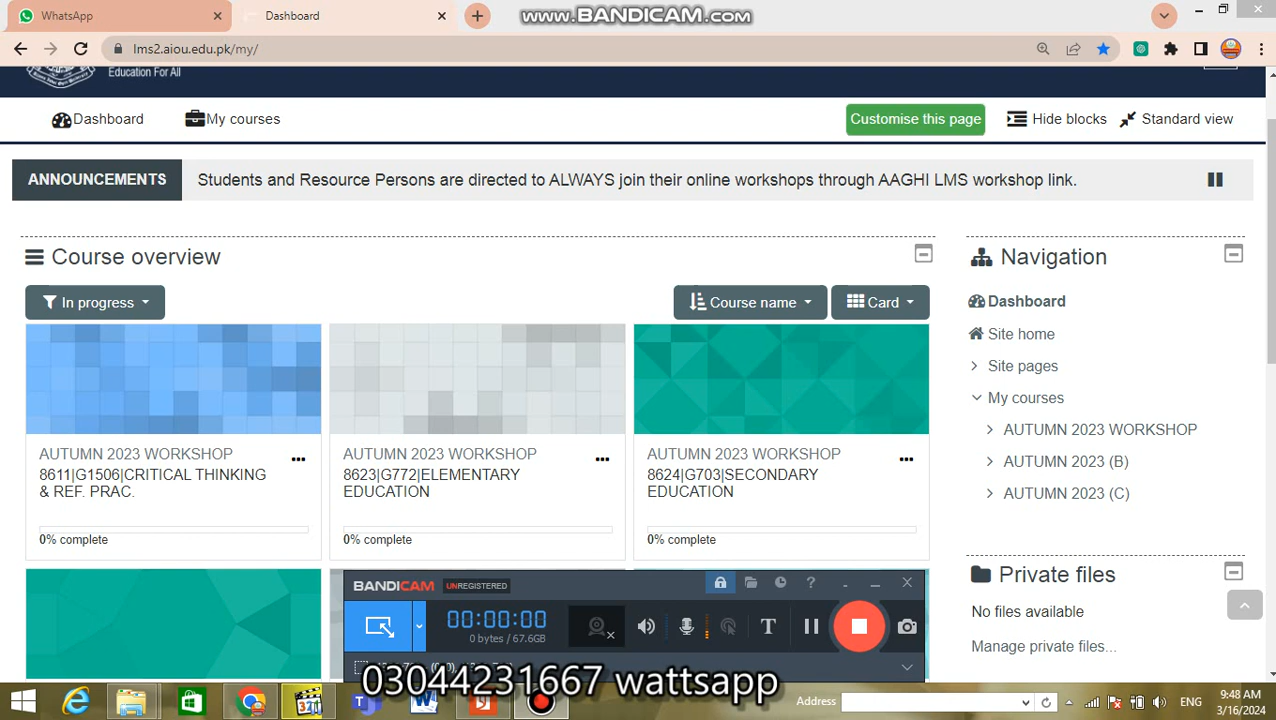 WhatsApp
Dashboard
www.BANDICAM.com
lms2.aiou.edu.pk/my/
Education For All
Dashboard
My courses
Customise this page
Hide blocks
Standard view
ANNOUNCEMENTS
Students and Resource Persons are directed to ALWAYS join their online workshops through AAGHI LMS workshop link.
Course overview
In progress
Course name
Card
AUTUMN 2023 WORKSHOP
8611|G1506|CRITICAL THINKING
& REF. PRAC.
0% complete
AUTUMN 2023 WORKSHOP
8623|G772|ELEMENTARY
EDUCATION
0% complete
AUTUMN 2023 WORKSHOP
8624|G703|SECONDARY
EDUCATION
0% complete
Navigation
Dashboard
Site home
Site pages
My courses
AUTUMN 2023 WORKSHOP
AUTUMN 2023 (B)
AUTUMN 2023 (C)
Private files
No files available
Manage private files...
BANDICAM UNREGISTERED
00:00:00
0 bytes / 67.6GB
03044231667 wattsapp
Address
ENG
9:48 AM
3/16/2024